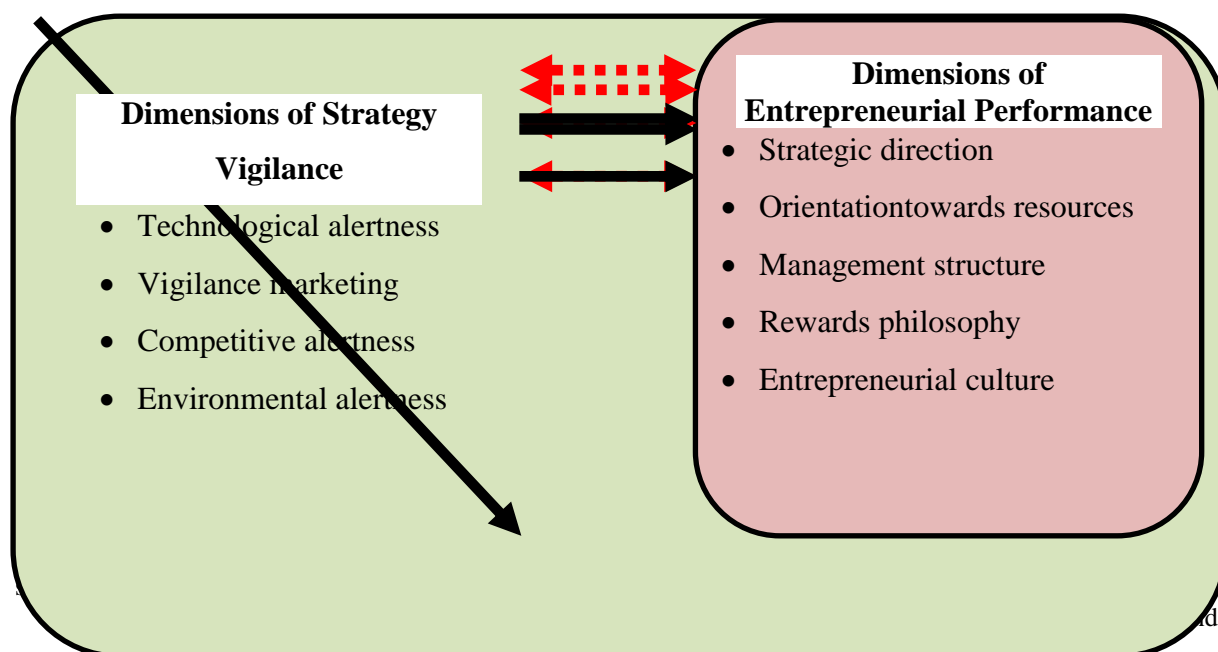 Dimensions of Strategy
Vigilance
• Technological alertness
• Vigilance marketing
• Competitive alertness
• Environmental alertness
Dimensions of
Entrepreneurial Performance
• Strategic direction
• Orientationtowards resources
• Management structure
• Rewards philosophy
• Entrepreneurial culture